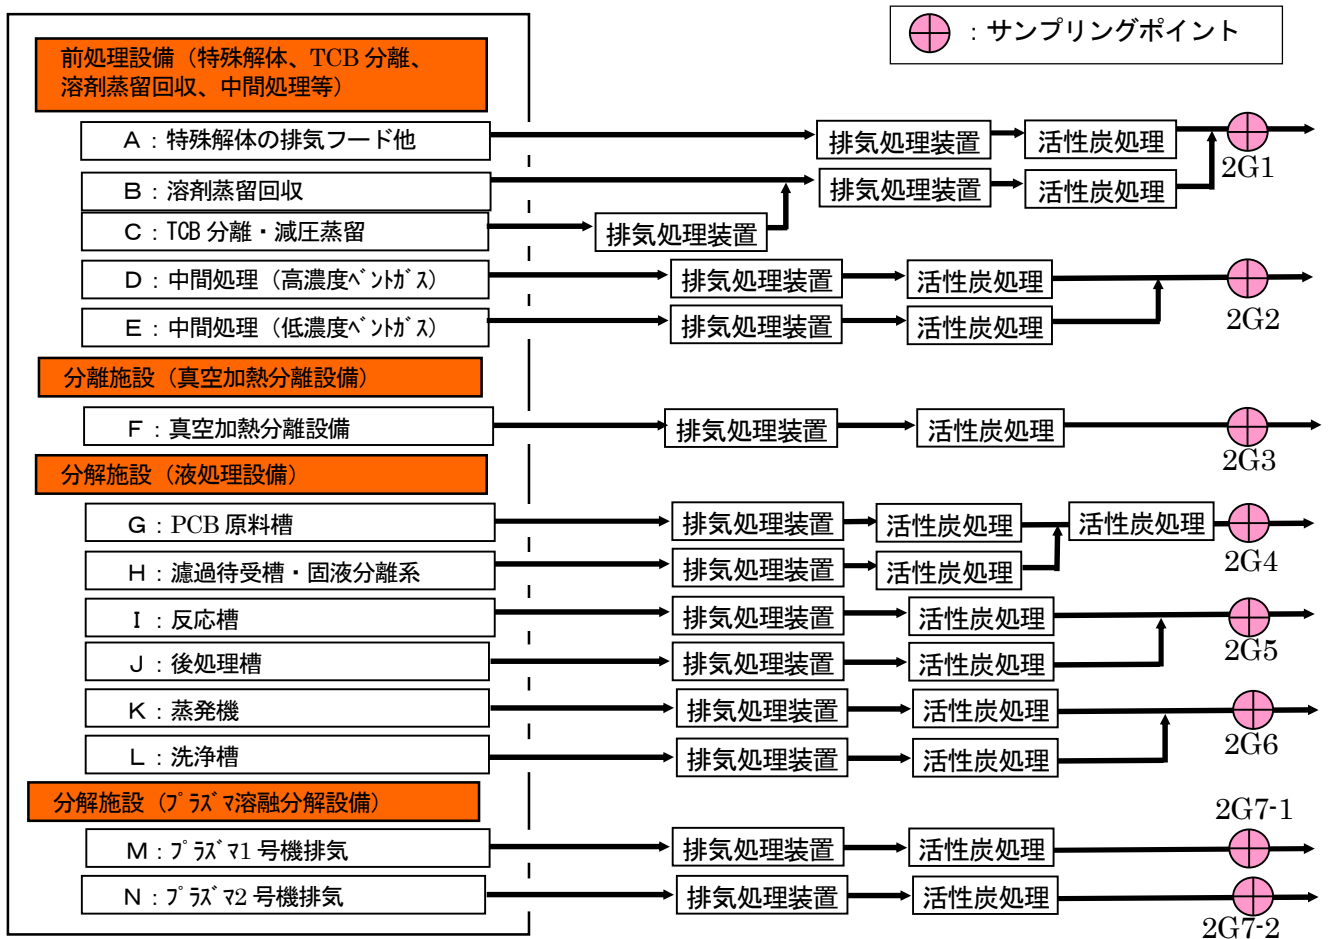 ：サンプリングポイント
前処理設備（特殊解体、TCB 分離、
溶剤蒸留回収、中間処理等）
A：特殊解体の排気フード他
排気処理装置
活性炭処理
2G1
B：溶剤蒸留回収
排気処理装置
活性炭処理
C：TCB 分離・減圧蒸留
排気処理装置
D：中間処理（高濃度ﾍﾞﾝﾄｶﾞｽ）
排気処理装置
活性炭処理
2G2
E：中間処理（低濃度ﾍﾞﾝﾄｶﾞｽ）
排気処理装置
活性炭処理
分離施設（真空加熱分離設備）
F：真空加熱分離設備
排気処理装置
活性炭処理
2G3
分解施設（液処理設備）
G：PCB 原料槽
排気処理装置
活性炭処理
活性炭処理
2G4
H：濾過待受槽・固液分離系
排気処理装置
活性炭処理
I：反応槽
排気処理装置
活性炭処理
2G5
J：後処理槽
排気処理装置
活性炭処理
K：蒸発機
排気処理装置
活性炭処理
2G6
L：洗浄槽
排気処理装置
活性炭処理
分解施設（ﾌﾟﾗｽﾞﾏ溶融分解設備）
2G7-1
M：ﾌﾟﾗｽﾞﾏ1 号機排気
排気処理装置
活性炭処理
N：ﾌﾟﾗｽﾞﾏ2 号機排気
排気処理装置
活性炭処理
2G7-2